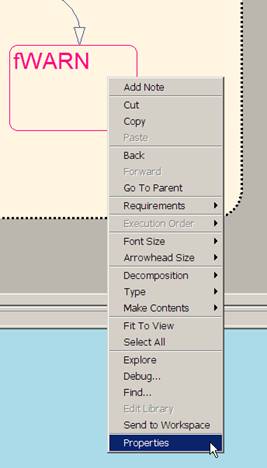 fWARN
Add Note
Cut
Copy
Paste
Back
Forward
Go To Parent
Requirements
Execution Order
Font Size
Arrowhead Size
Decomposition
Type
Make Contents
Fit To View
Select All
Explore
Debug...
Find...
Edit Library
Send to Workspace
Properties